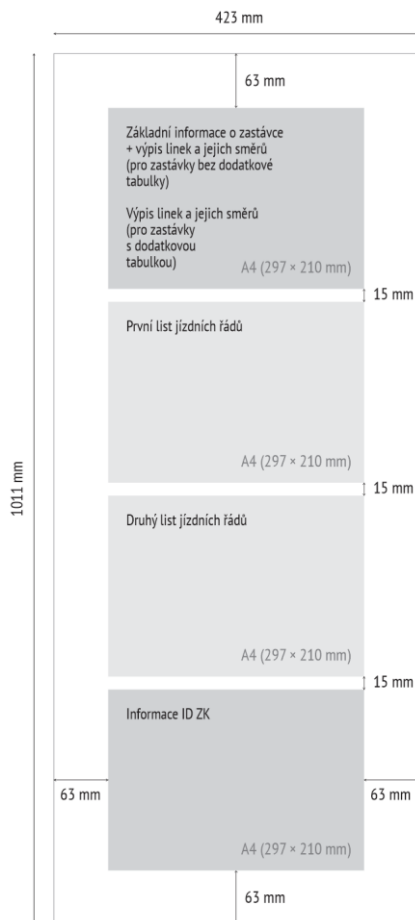 423 mm
63 mm
Základní informace o zastávce
+ výpis linek a jejich směrů
(pro zastávky bez dodatkové
tabulky)
Výpis linek a jejich směrů
(pro zastávky
s dodatkovou
tabulkou)
A4 (297 × 210 mm)
15 mm
První list jízdních řádů
A4 (297 × 210 mm)
15 mm
1011 mm
Druhý list jízdních řádů
A4 (297 × 210 mm)
15 mm
Informace ID ZK
63 mm
63 mm
A4 (297 × 210 mm)
63 mm